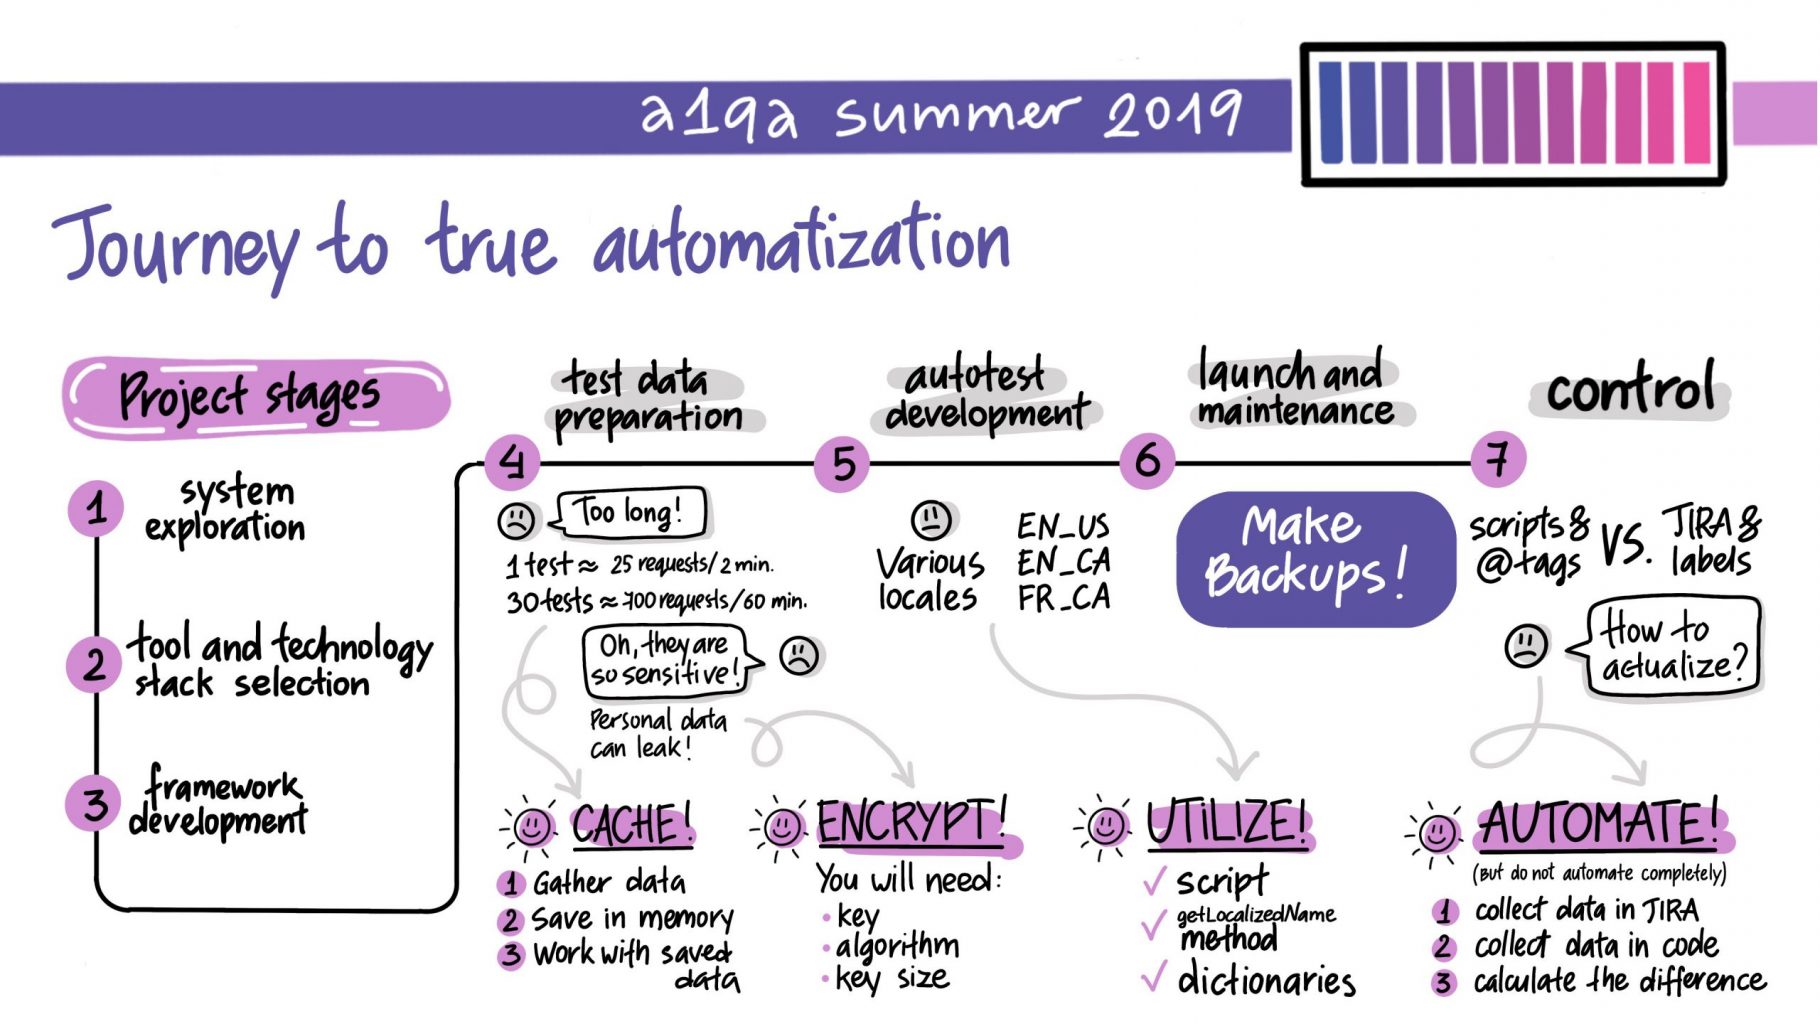 a1qa summer 2019
Journey to true automatization
Project stages
1 system
exploration
2 tool and technology
stack selection
3 framework
development
test data
preparation
4
Too long!
1 test ≈ 25 requests/2 min.
30 tests ≈ 700 requests/60 min.
Oh, they are
so sensitive!
Personal data
can leak!
CACHE!
1 Gather data
2 Save in memory
3 Work with saved
data
ENCRYPT!
You will need:
• key
• algorithm
• key size
autotest
development
5
Various
locales
EN_US
EN_CA
FR_CA
UTILIZE!
✓ script
✓ getLocalizedName
method
✓ dictionaries
launch and
maintenance
6
Make
Backups!
control
7
scripts &
@tags
VS.
JIRA &
labels
How to
actualize?
AUTOMATE!
(But do not automate completely)
1 collect data in JIRA
2 collect data in code
3 calculate the difference